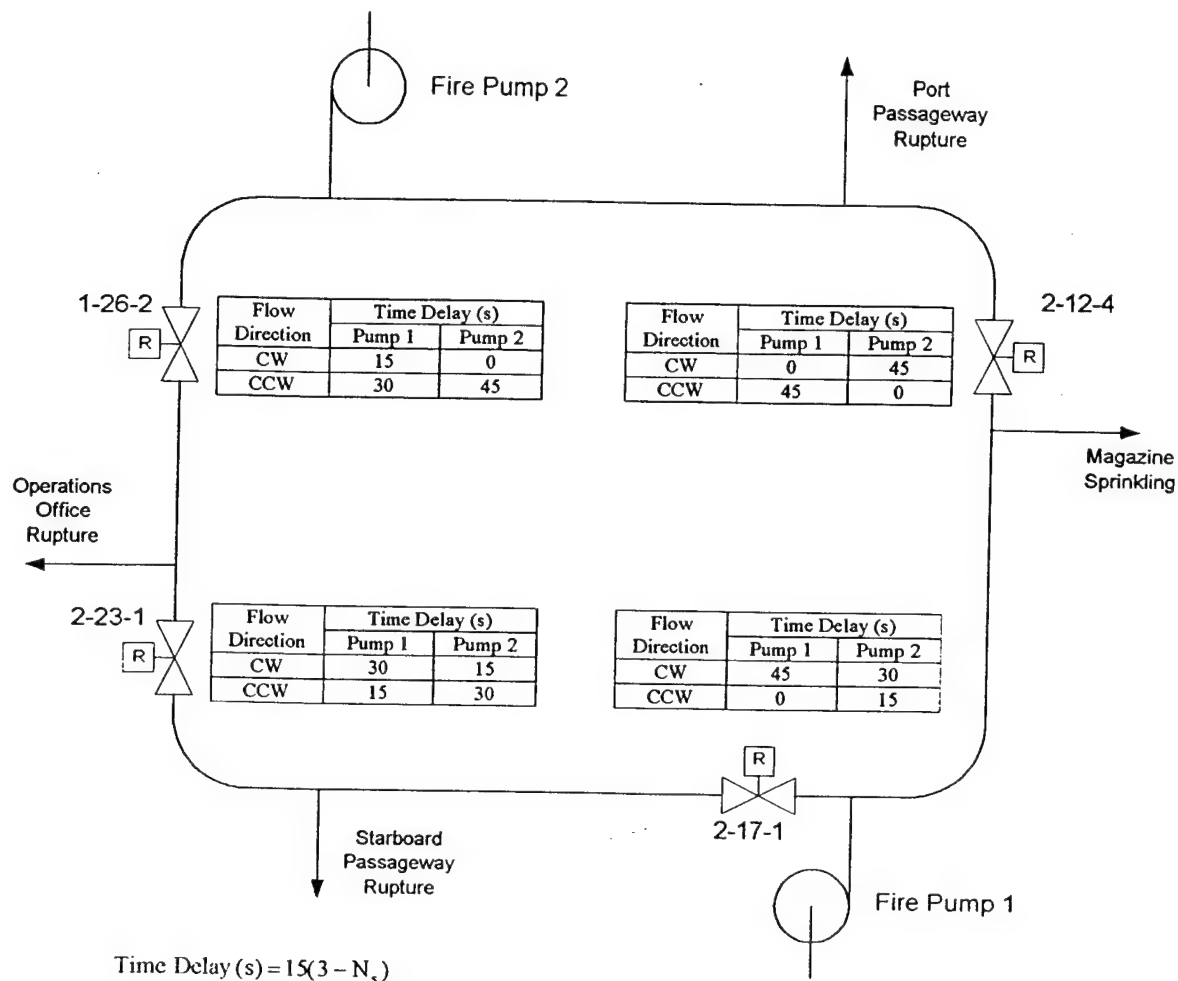 Fire Pump 2
Port
Passageway
Rupture
1-26-2
R
Flow Direction Time Delay (s)
Pump 1 Pump 2
CW 15 0
CCW 30 45
Flow Direction Time Delay (s)
Pump 1 Pump 2
CW 0 45
CCW 45 0
2-12-4
R
Magazine
Sprinkling
Operations
Office
Rupture
2-23-1
R
Flow Direction Time Delay (s)
Pump 1 Pump 2
CW 30 15
CCW 15 30
Flow Direction Time Delay (s)
Pump 1 Pump 2
CW 45 30
CCW 0 15
R
2-17-1
Starboard
Passageway
Rupture
Fire Pump 1
Time Delay (s) = 15(3 – Ns)